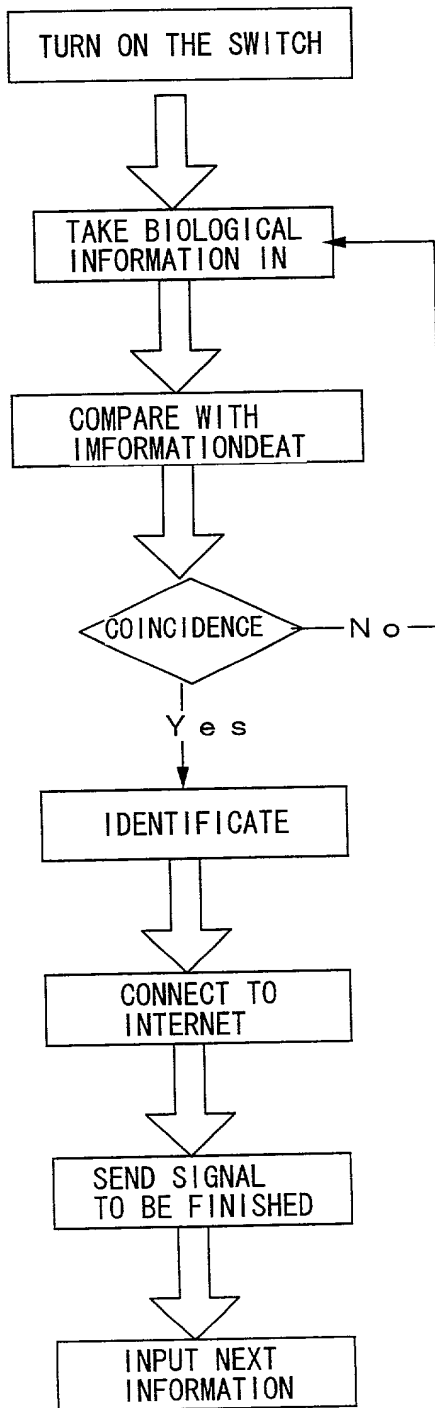 TURN ON THE SWITCH
TAKE BIOLOGICAL
INFORMATION IN
COMPARE WITH
IMFORMATIONDEAT
COINCIDENCE
No
Yes
IDENTIFICATE
CONNECT TO
INTERNET
SEND SIGNAL
TO BE FINISHED
INPUT NEXT
INFORMATION